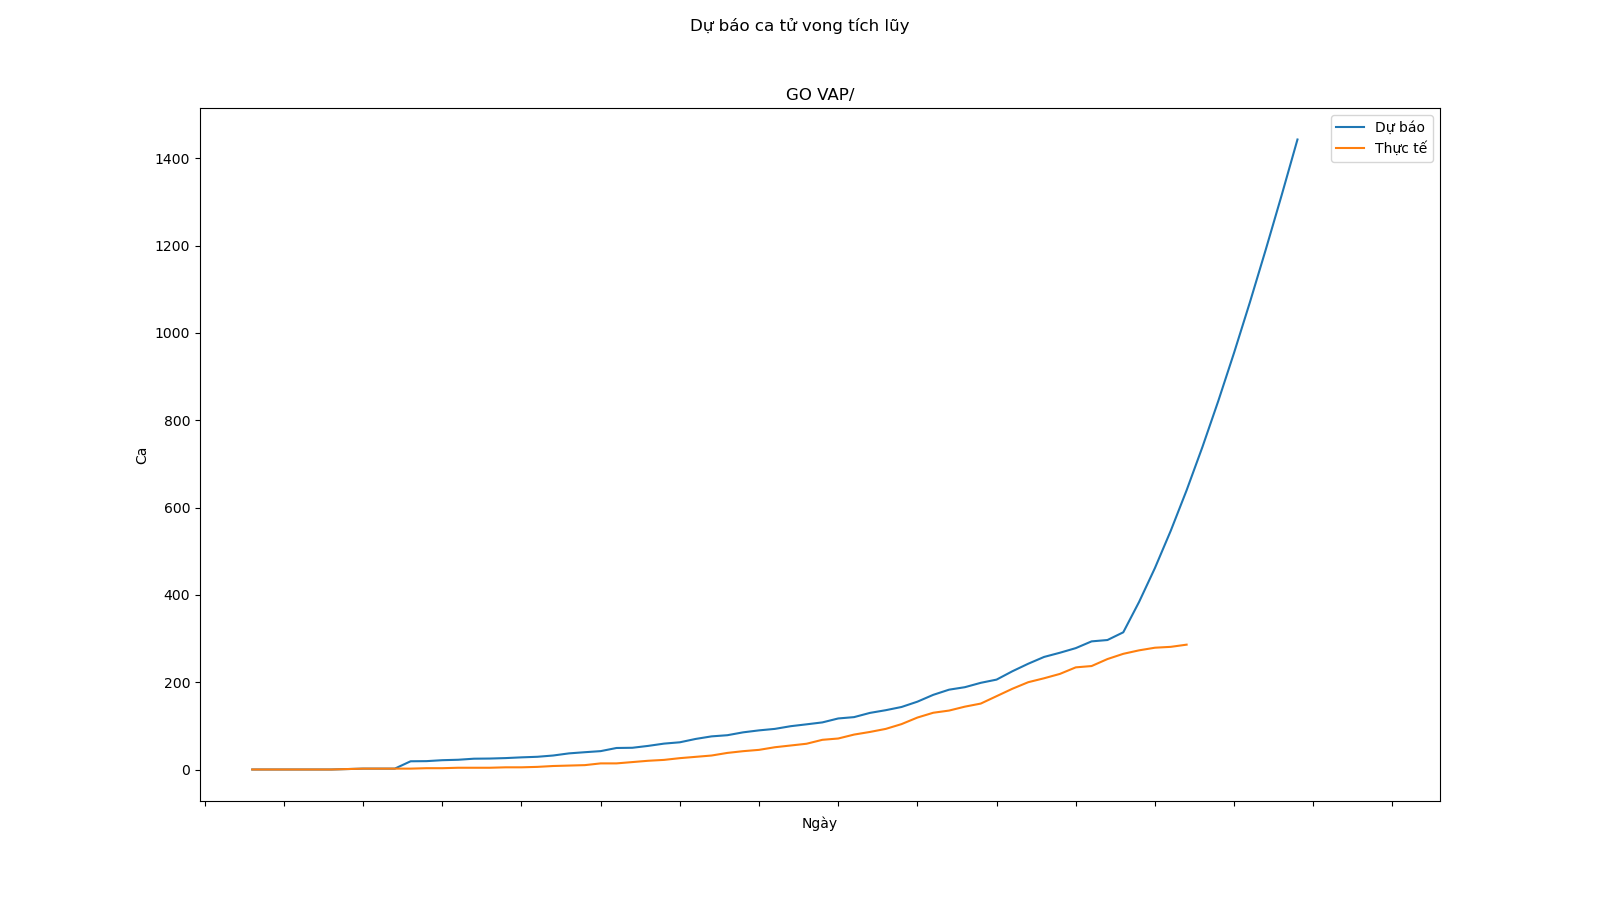 Dự báo ca tử vong tích lũy
GO VAP/
Dự báo
Thực tế
1400
1200
1000
800
600
400
200
0
Ca
Ngày